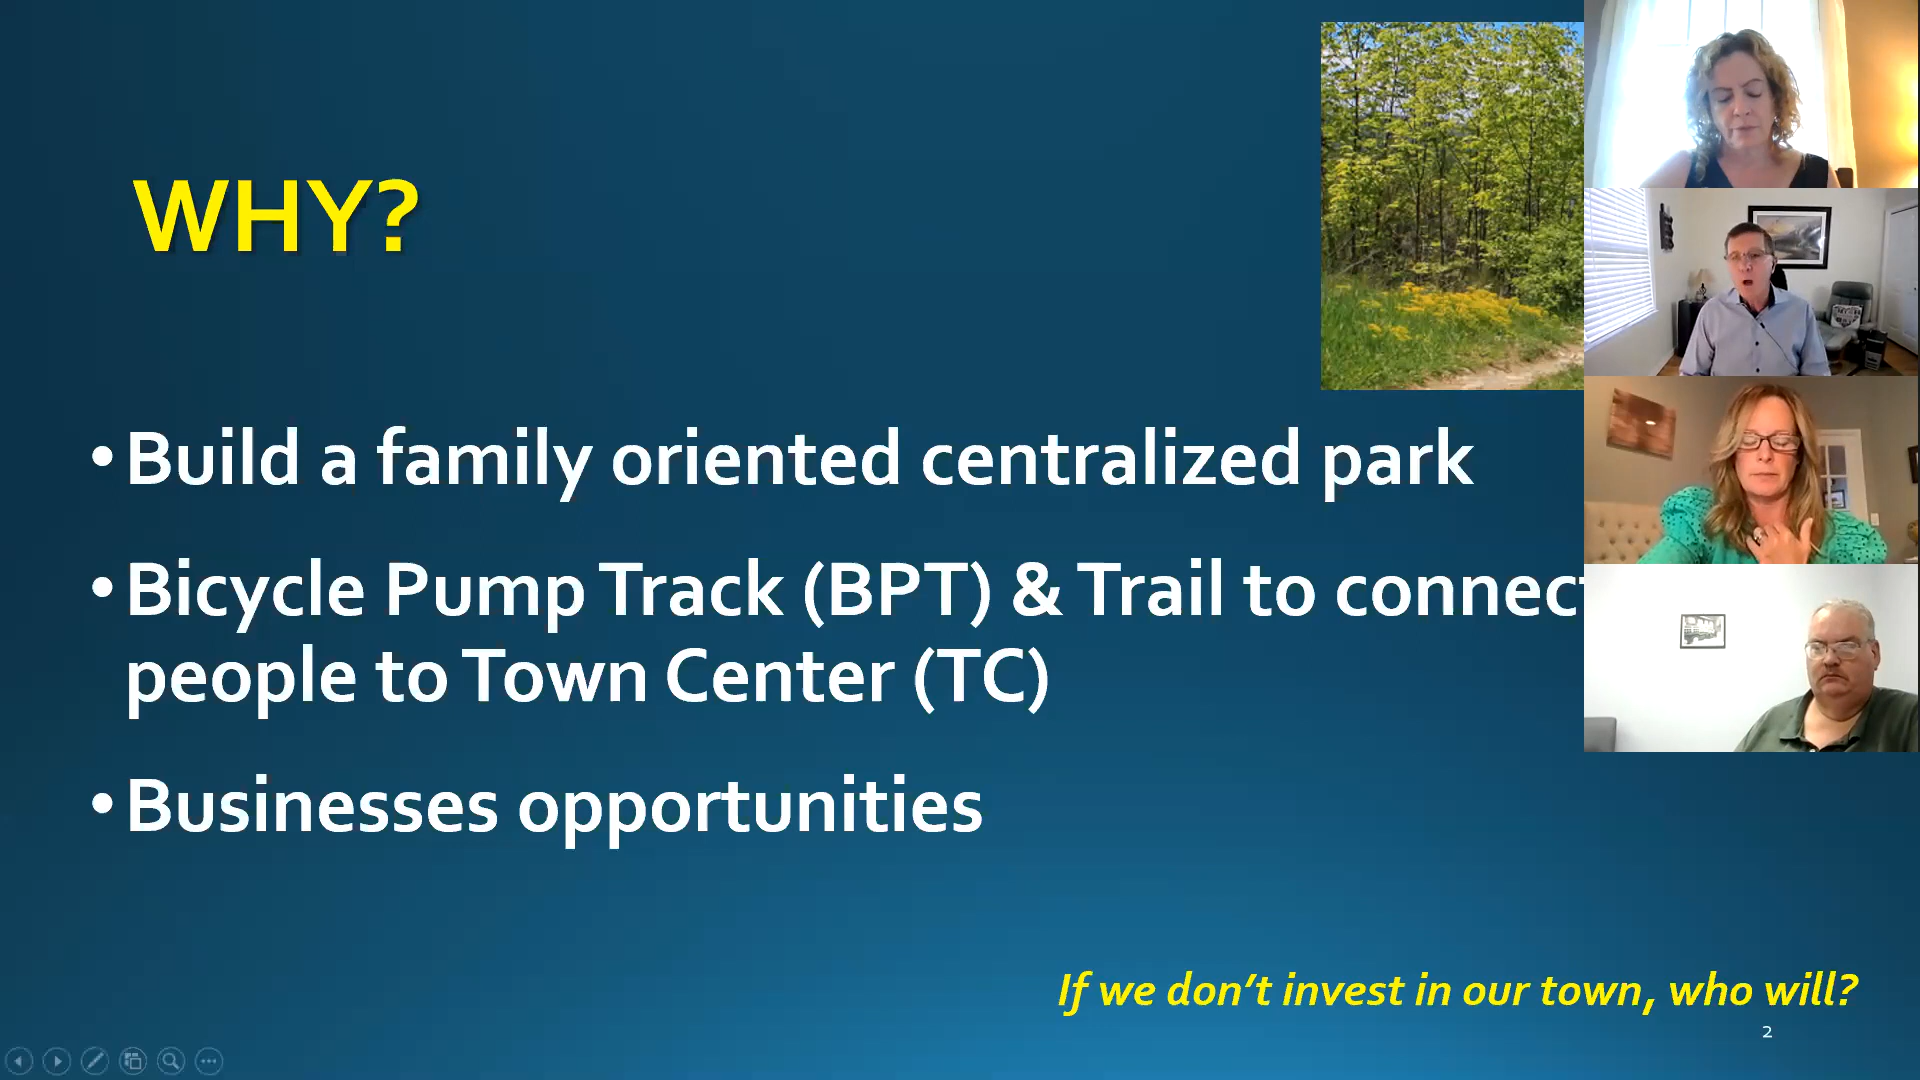 WHY?
• Build a family oriented centralized park
• Bicycle Pump Track (BPT) & Trail to connect
people to Town Center (TC)
• Businesses opportunities
If we don't invest in our town, who will?
2